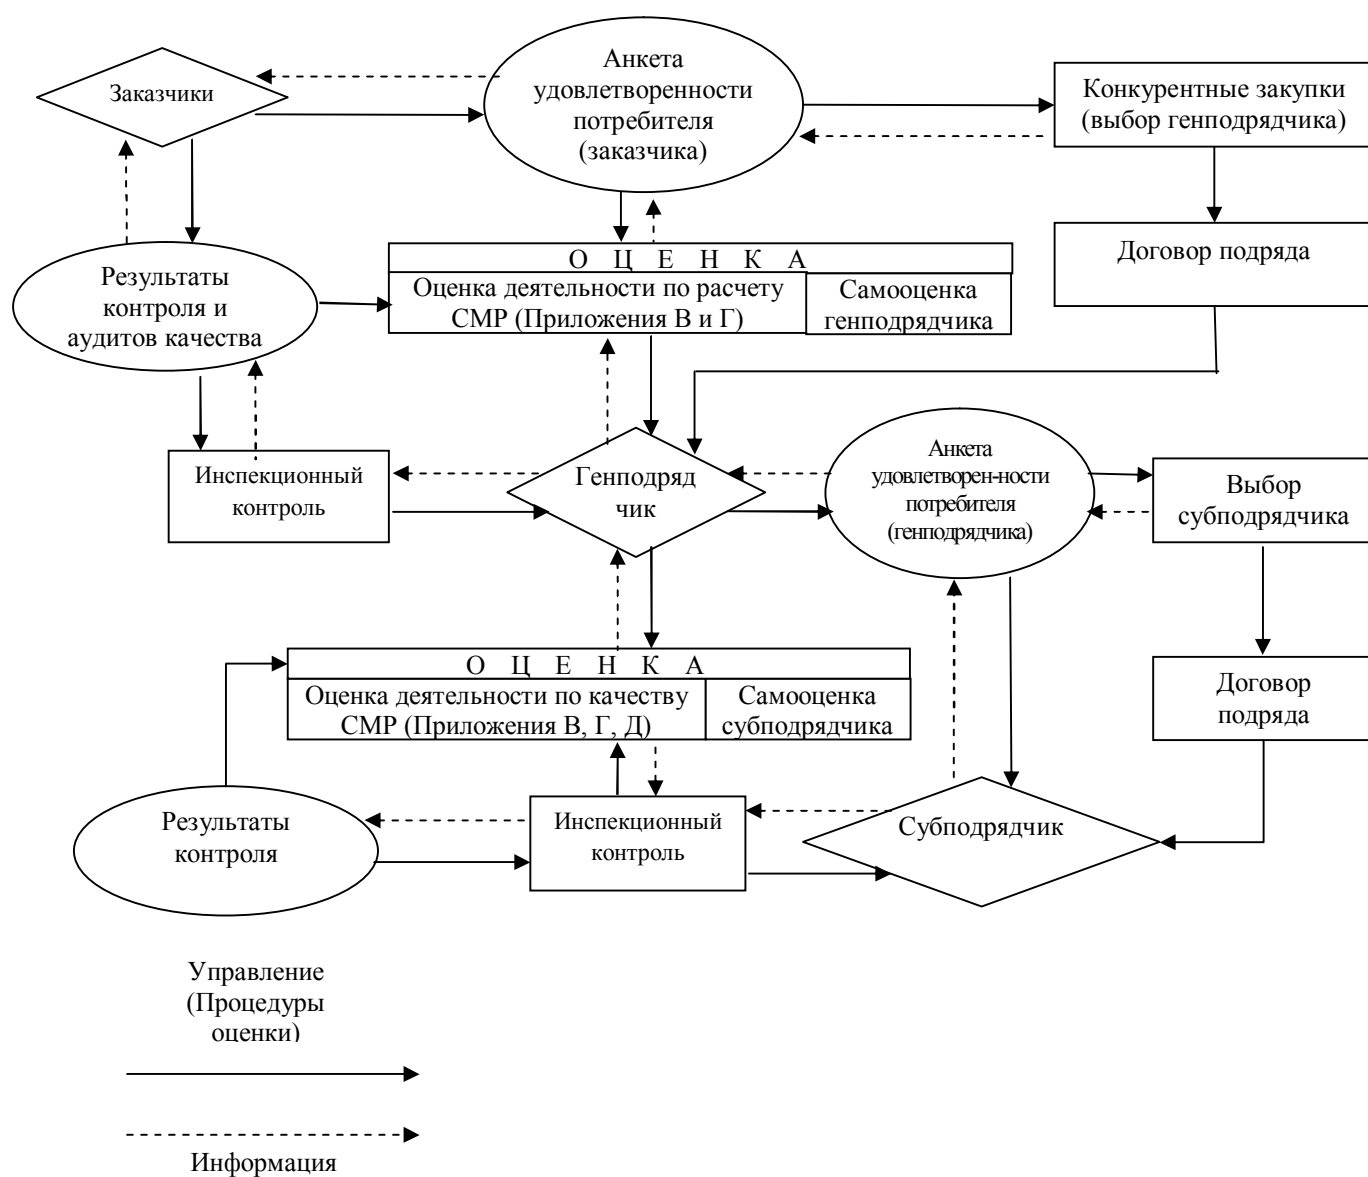 Заказчики
Анкета
удовлетворенности
потребителя
(заказчика)
Конкурентные закупки
(выбор генподрядчика)
Договор подряда
Результаты
контроля и
аудитов качества
О Ц Е Н К А
Оценка деятельности по расчету
СМР (Приложения В и Г)
Самооценка
генподрядчика
Инспекционный
контроль
Генподряд
чик
Анкета
удовлетворен-ности
потребителя
(генподрядчика)
Выбор
субподрядчика
О Ц Е Н К А
Оценка деятельности по качеству
СМР (Приложения В, Г, Д)
Самооценка
субподрядчика
Договор
подряда
Результаты
контроля
Инспекционный
контроль
Субподрядчик
Управление
(Процедуры
оценки)
Информация